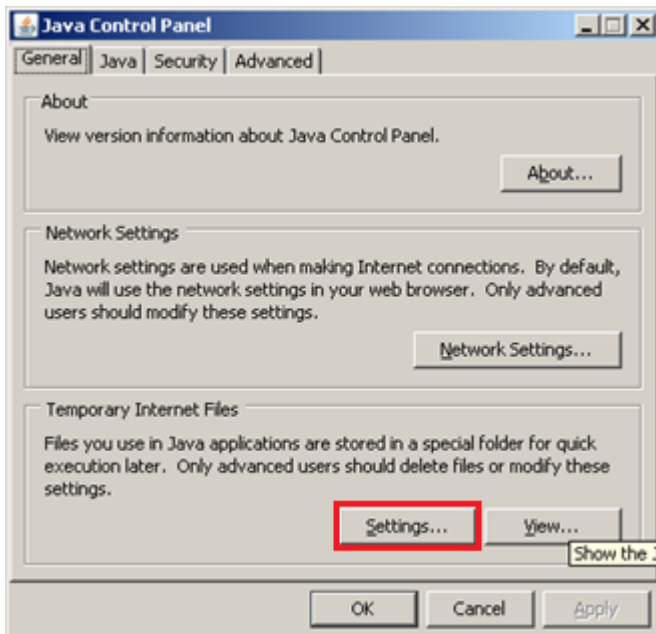 Java Control Panel
General Java Security Advanced
About
View version information about Java Control Panel.
About...
Network Settings
Network settings are used when making Internet connections. By default,
Java will use the network settings in your web browser. Only advanced
users should modify these settings.
Network Settings...
Temporary Internet Files
Files you use in Java applications are stored in a special folder for quick
execution later. Only advanced users should delete files or modify these
settings.
Settings... View...
Show the
OK Cancel Apply